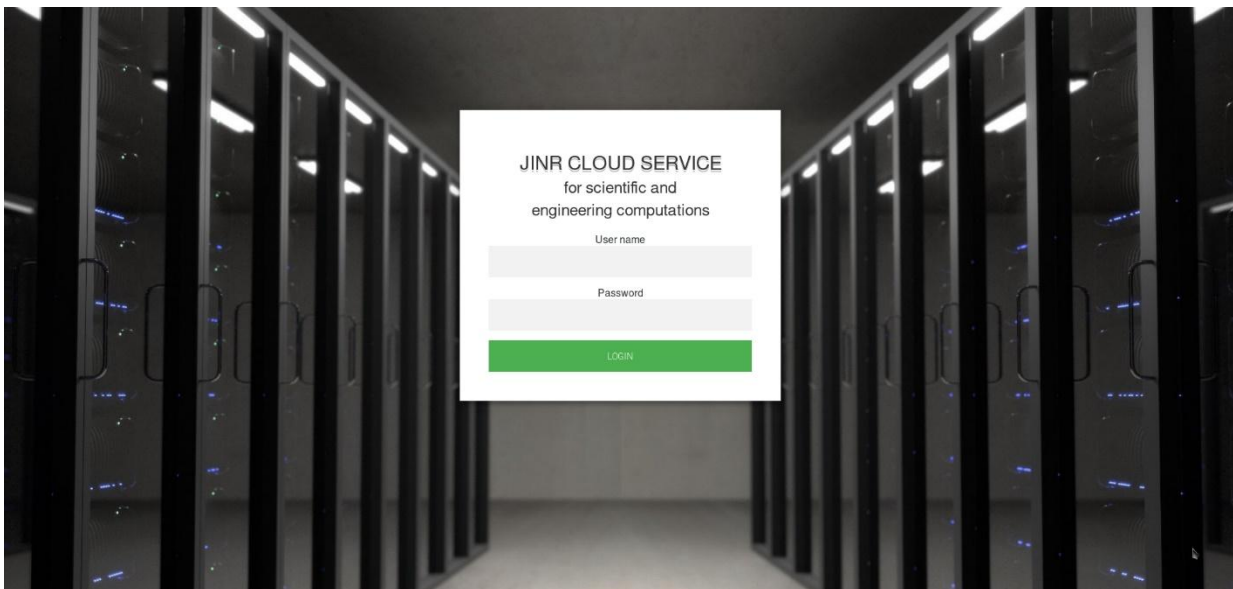 JINR CLOUD SERVICE
for scientific and
engineering computations
User name
Password
LOGIN